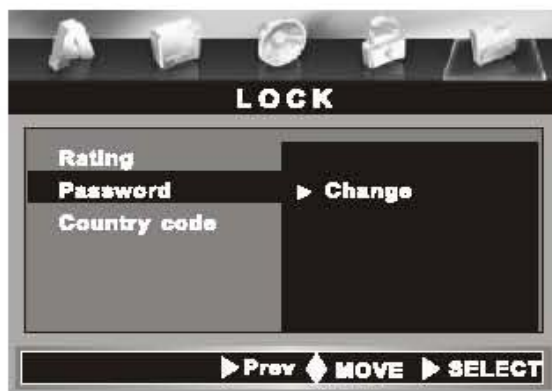 LOCK
Rating
Password ▶ Change
Country code
▶Prev ♦ MOVE ▶ SELECT